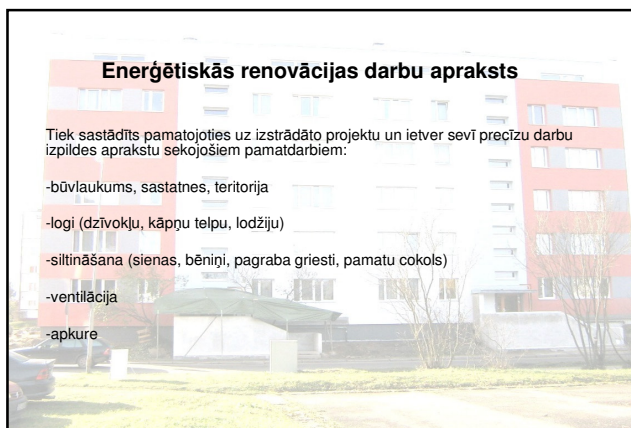 Enerģētiskās renovācijas darbu apraksts
Tiek sastādīts pamatojoties uz izstrādāto projektu un ietver sevī precīzu darbu
izpildes aprakstu sekojošiem pamatdarbiem:
-būvlaukums, sastatnes, teritorija
-logi (dzīvokļu, kāpņu telpu, lodžiju)
-siltināšana (sienas, bēniņi, pagraba griesti, pamatu cokols)
-ventilācija
-apkure